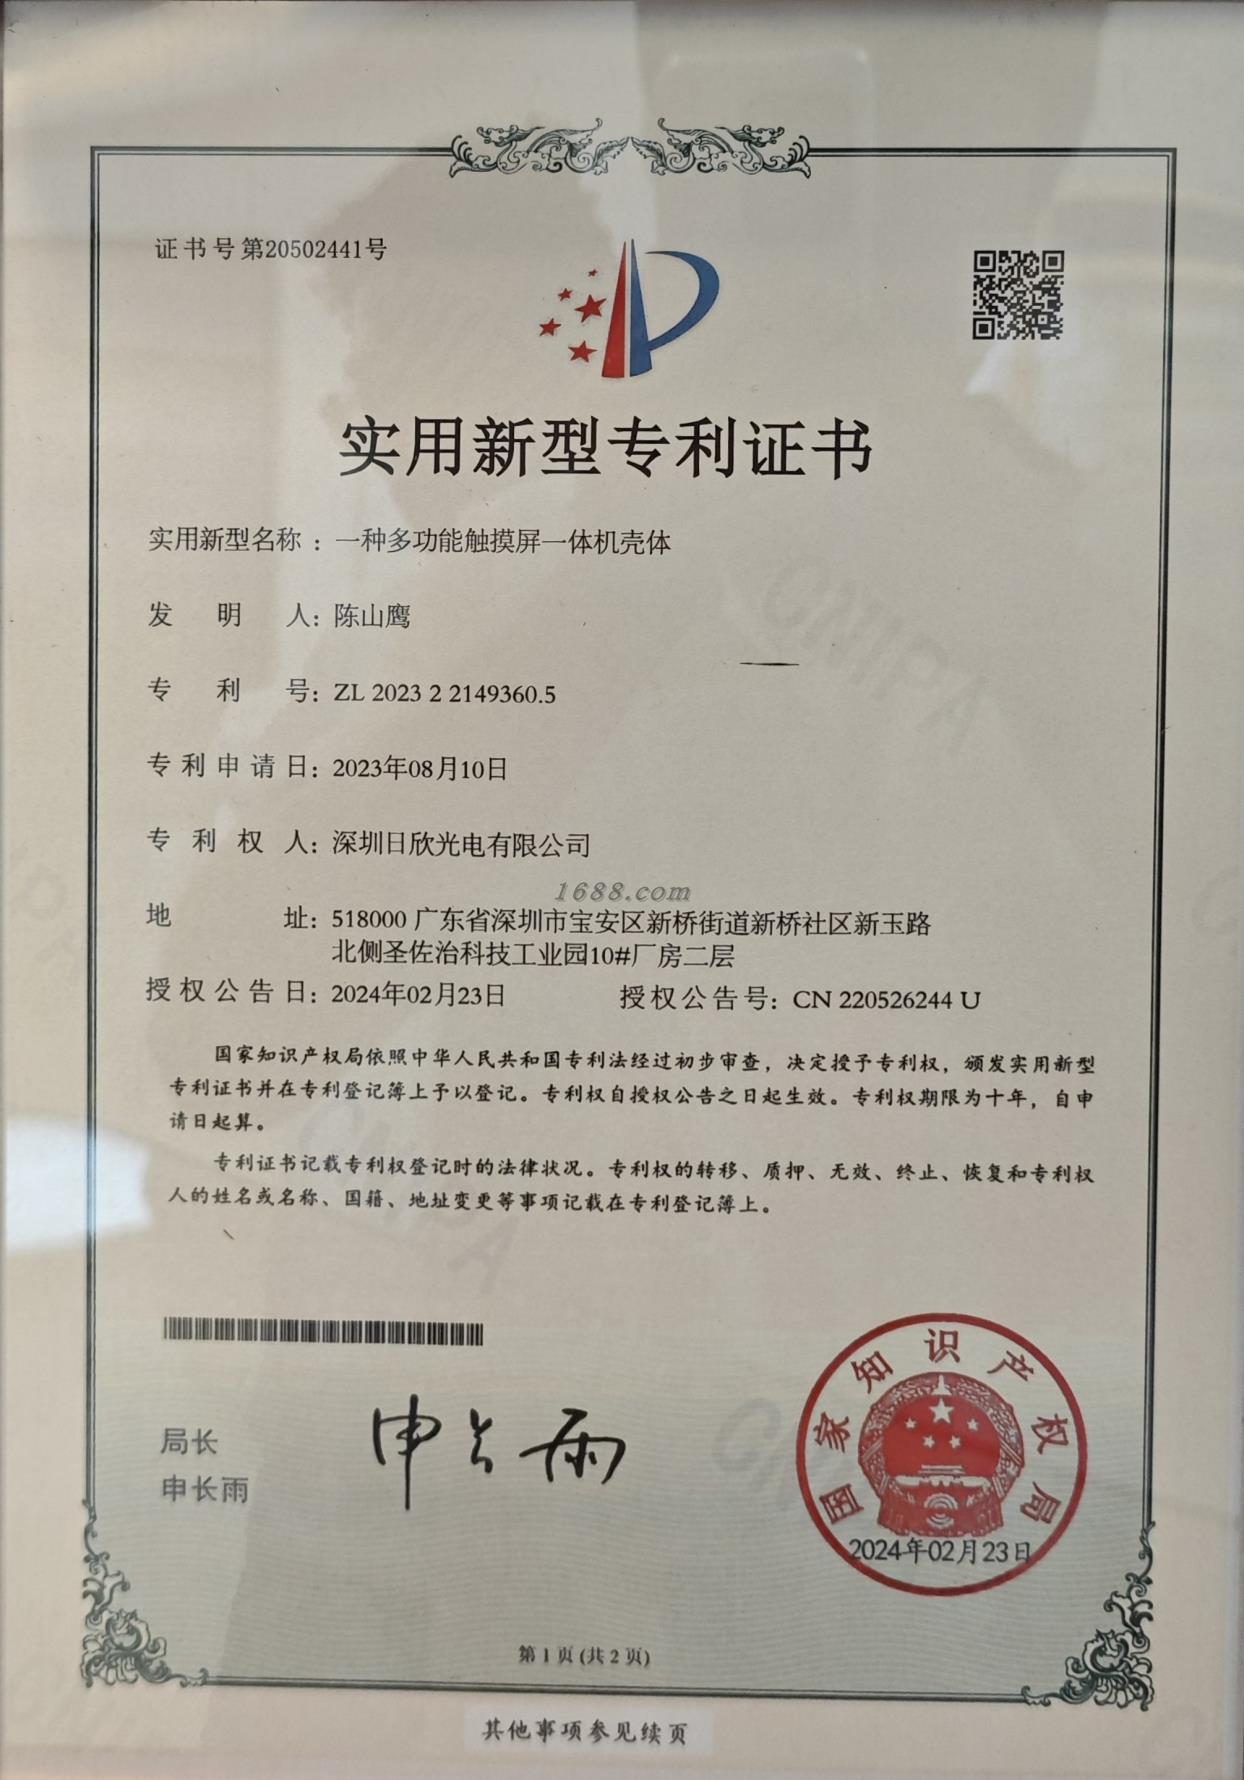 证书号第20502441号
实用新型专利证书
实用新型名称：一种多功能触摸屏一体机壳体
发明人：陈山鹰
专利号：ZL 2023 2 2149360.5
专利申请日：2023年08月10日
专利权人：深圳日欣光电有限公司
1688.com
地址：518000 广东省深圳市宝安区新桥街道新桥社区新玉路
北侧圣佐治科技工业园10#厂房二层
授权公告日：2024年02月23日 授权公告号：CN 220526244 U
国家知识产权局依照中华人民共和国专利法经过初步审查，决定授予专利权，颁发实用新型
专利证书并在专利登记簿上予以登记。专利权自授权公告之日起生效。专利权期限为十年，自申
请日起算。
专利证书记载专利权登记时的法律状况。专利权的转移、质押、无效、终止、恢复和专利权
人的姓名或名称、国籍、地址变更等事项记载在专利登记簿上。
局长
申长雨
申长雨
国家知识产权局
2024年02月23日
第1页(共2页)
其他事项参见续页
CNIPA
CNIPA